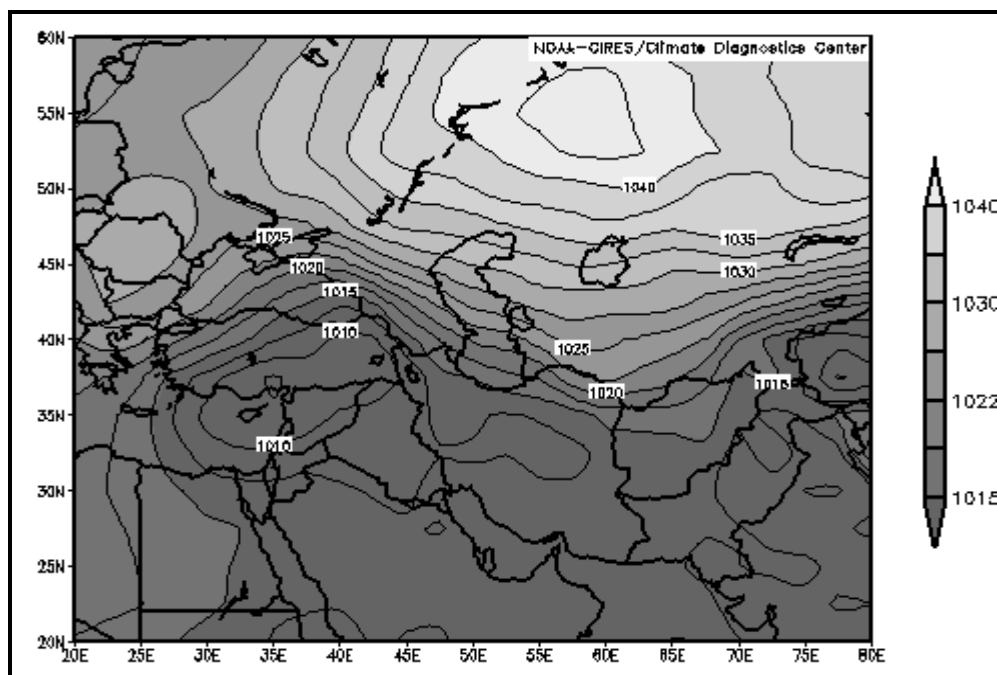 60N
NOAA-CIRES/Climate Diagnostics Center
55N
50N
1040
1040
1025
1035
45N
1020
1030
1015
1030
1010
40N
1025
1015
1020
1022
35N
1010
30N
1015
25N
20N
20E 25E 30E 35E 40E 45E 50E 55E 60E 65E 70E 75E 80E